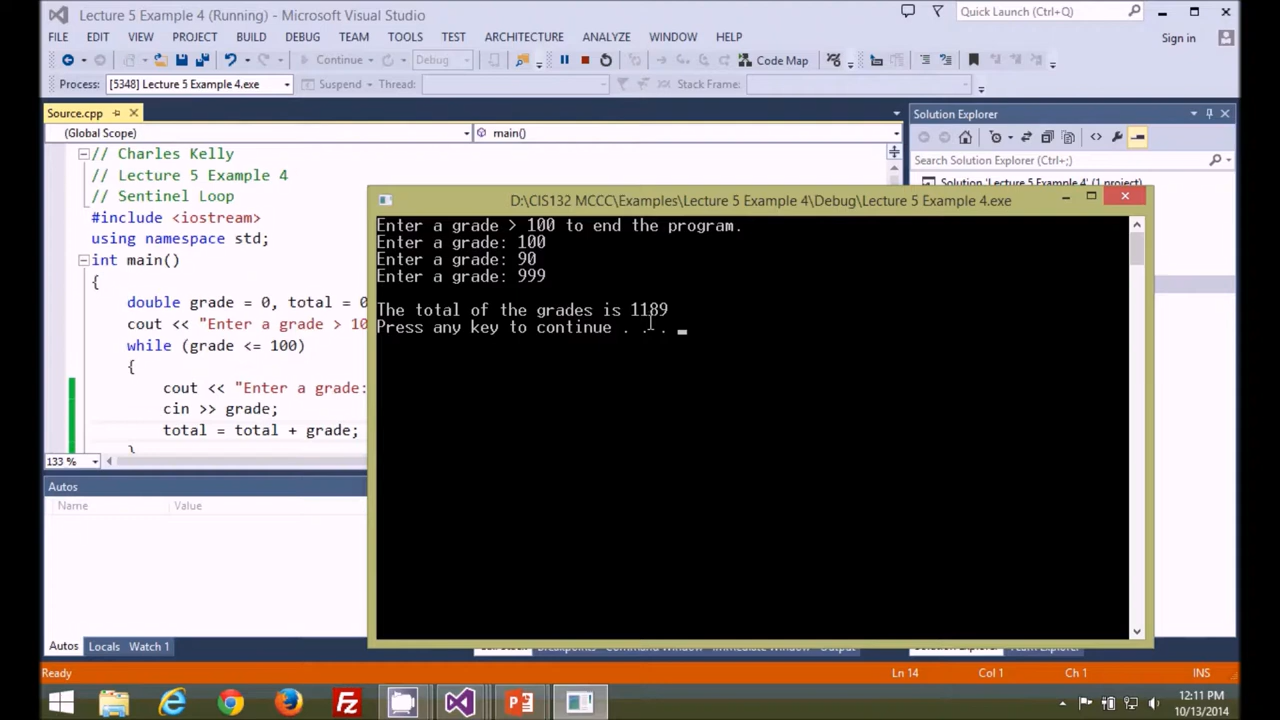 Lecture 5 Example 4 (Running) - Microsoft Visual Studio
Quick Launch (Ctrl+Q)
FILE EDIT VIEW PROJECT BUILD DEBUG TEAM TOOLS TEST ARCHITECTURE ANALYZE WINDOW HELP
Sign in
Continue Debug Code Map
Process: [5348] Lecture 5 Example 4.exe Suspend Thread: Stack Frame:
Source.cpp
(Global Scope) main()
// Charles Kelly
// Lecture 5 Example 4
// Sentinel Loop
#include <iostream>
using namespace std;
int main()
{
double grade = 0, total = 0
cout << "Enter a grade > 10
while (grade <= 100)
{
cout << "Enter a grade:
cin >> grade;
total = total + grade;
}
133 %
Solution Explorer
Search Solution Explorer (Ctrl+;)
Solution 'Lecture 5 Example 4' (1 project)
D:\CIS132 MCCC\Examples\Lecture 5 Example 4\Debug\Lecture 5 Example 4.exe
Enter a grade > 100 to end the program.
Enter a grade: 100
Enter a grade: 90
Enter a grade: 999
The total of the grades is 1189
Press any key to continue . . .
Autos
Name Value
Autos Locals Watch 1
Ready Ln 14 Col 1 Ch 1 INS
12:11 PM
10/13/2014